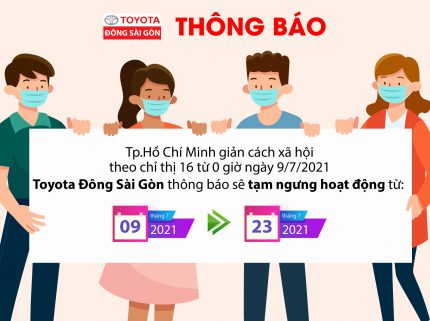 TOYOTA
ĐÔNG SÀI GÒN
THÔNG BÁO
Tp.Hồ Chí Minh giản cách xã hội
theo chỉ thị 16 từ 0 giờ ngày 9/7/2021
Toyota Đông Sài Gòn thông báo sẽ tạm ngưng hoạt động từ:
09 tháng 7 2021
23 tháng 7 2021